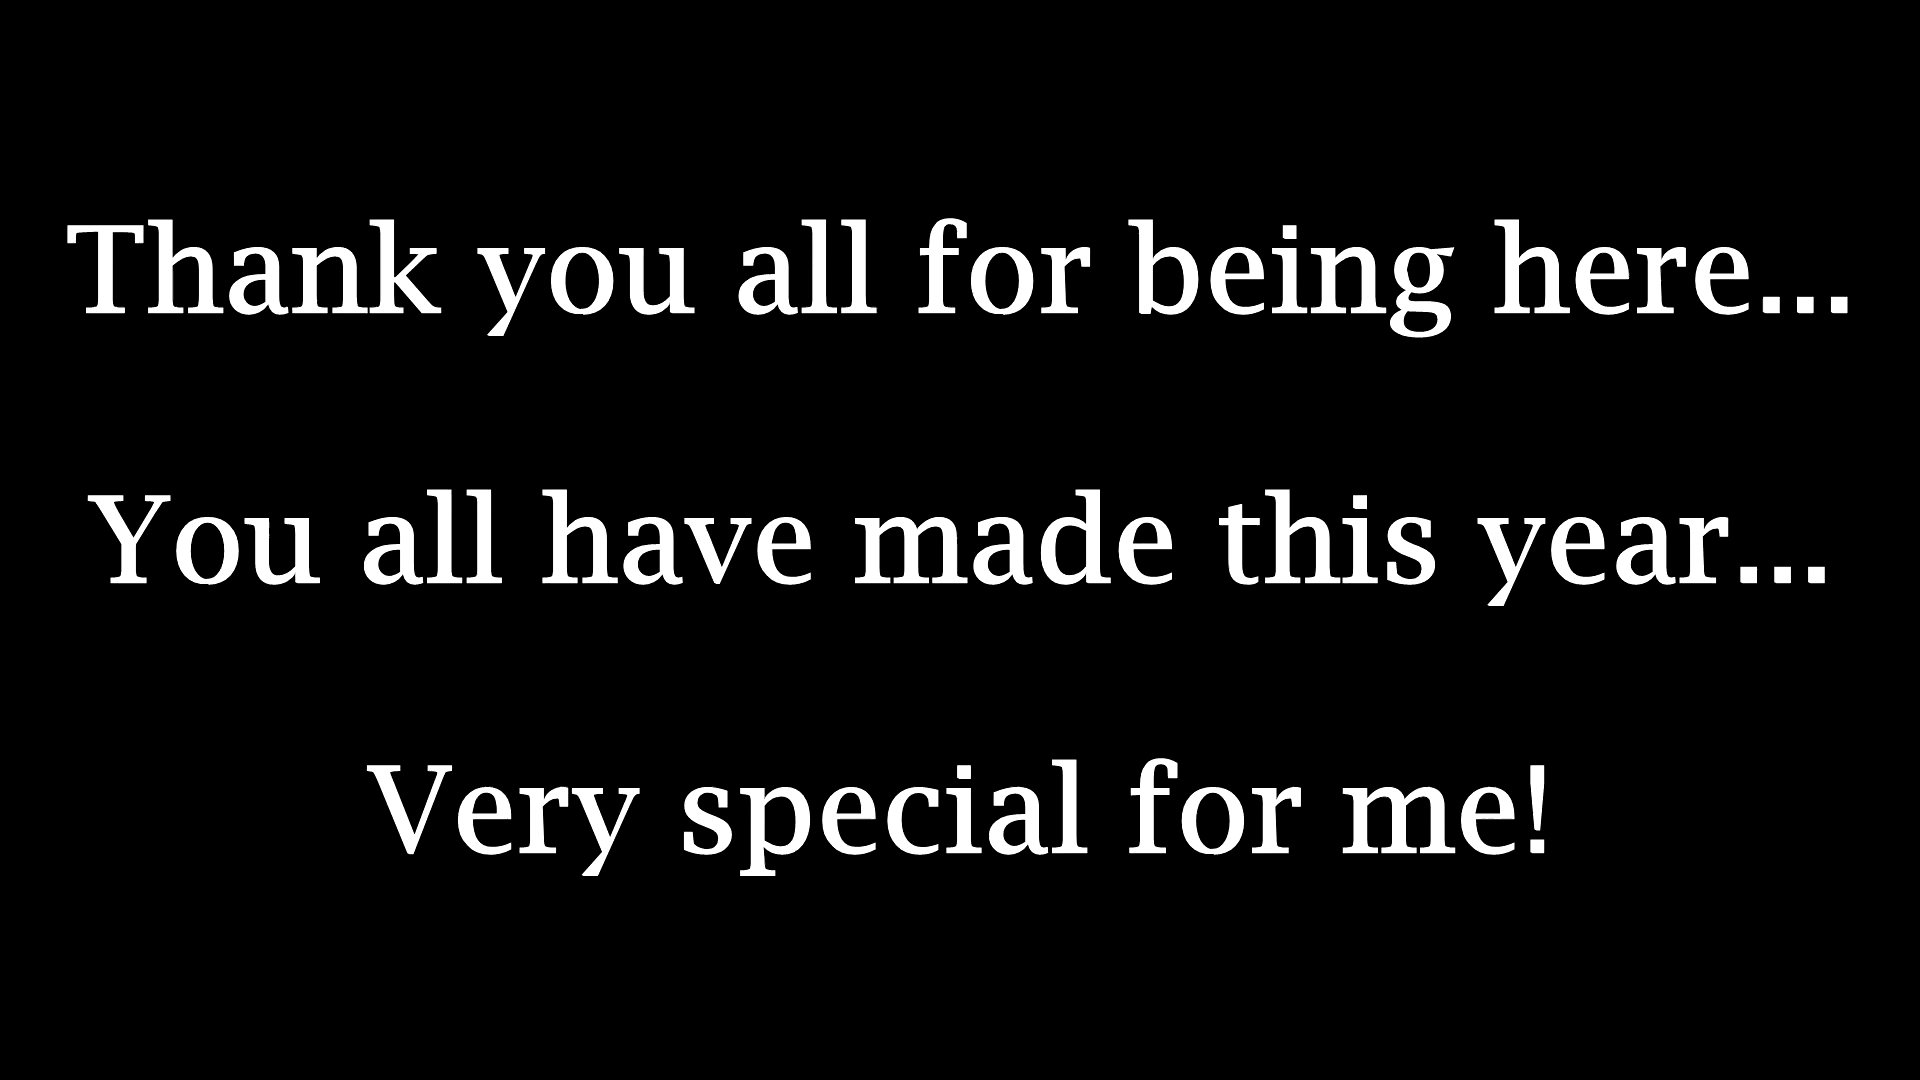 Thank you all for being here...
You all have made this year...
Very special for me!